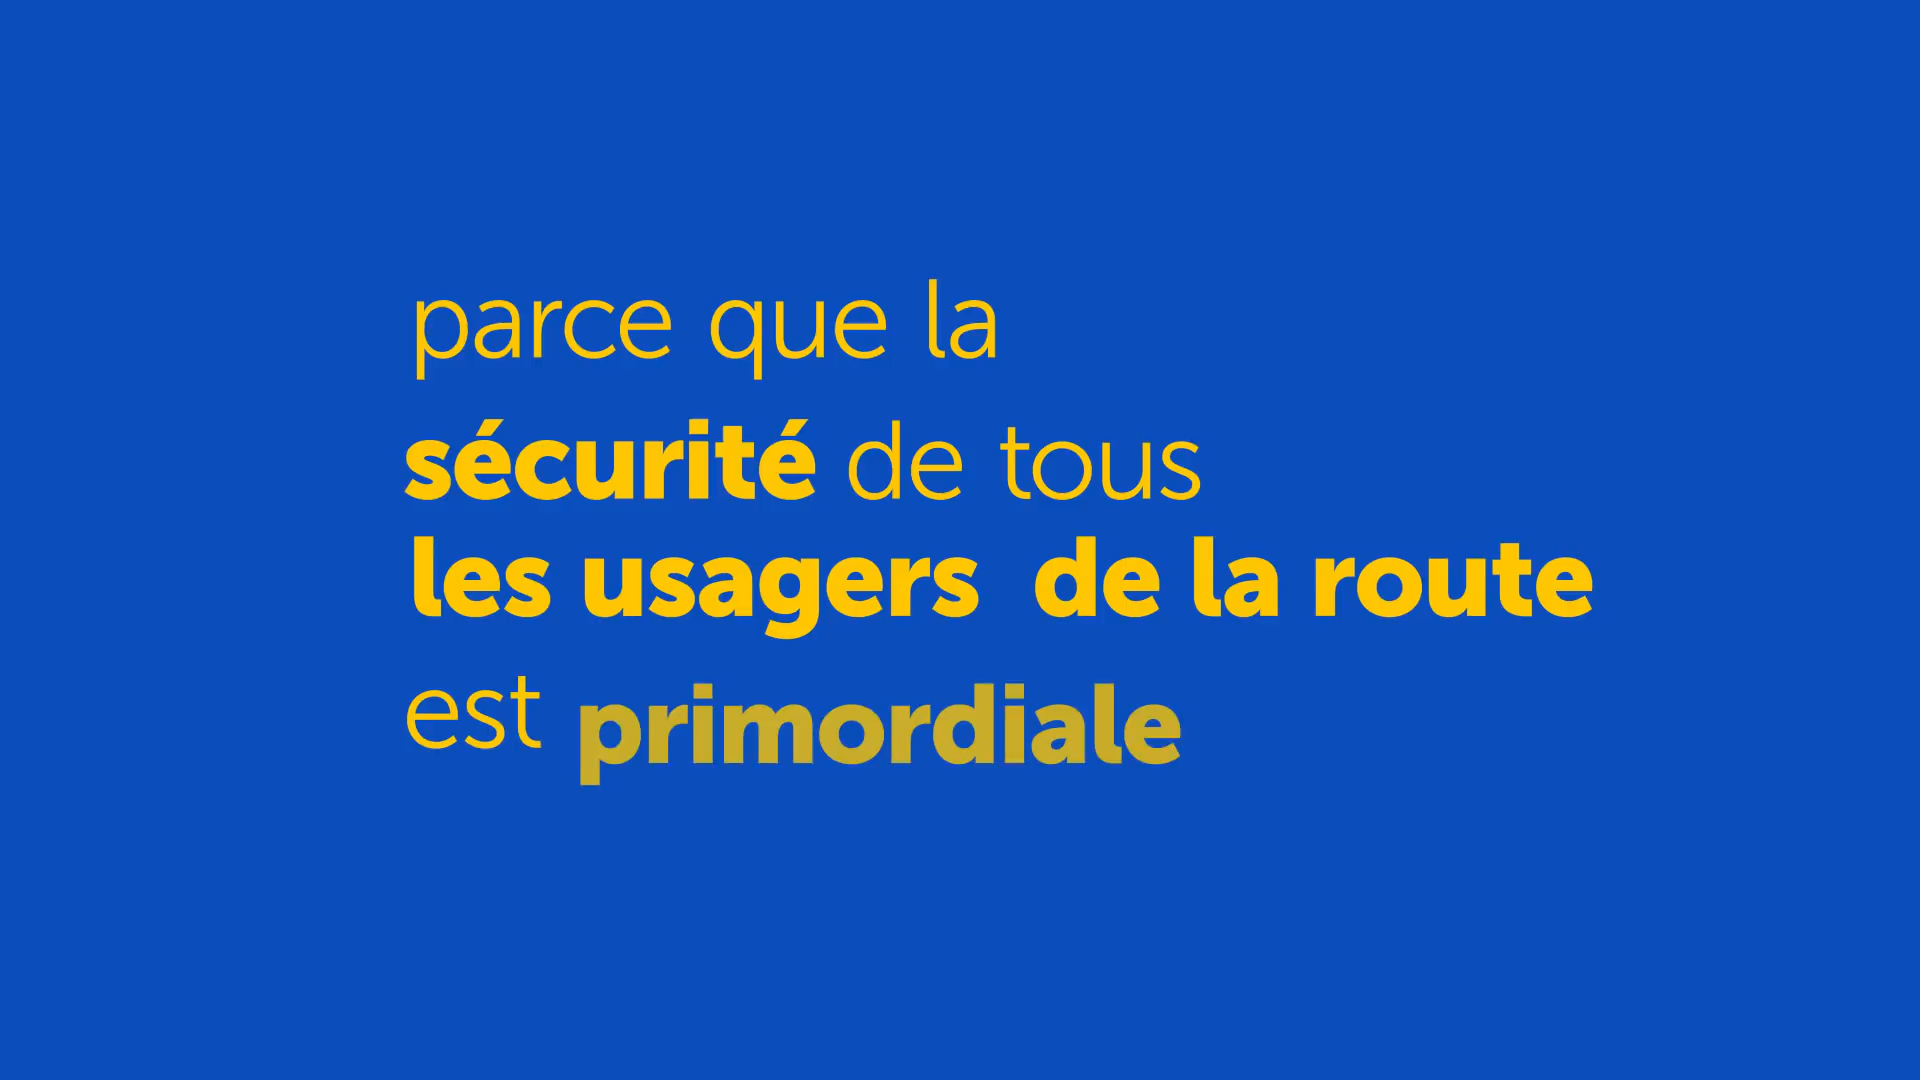 parce que la
sécurité de tous
les usagers de la route
est primordiale